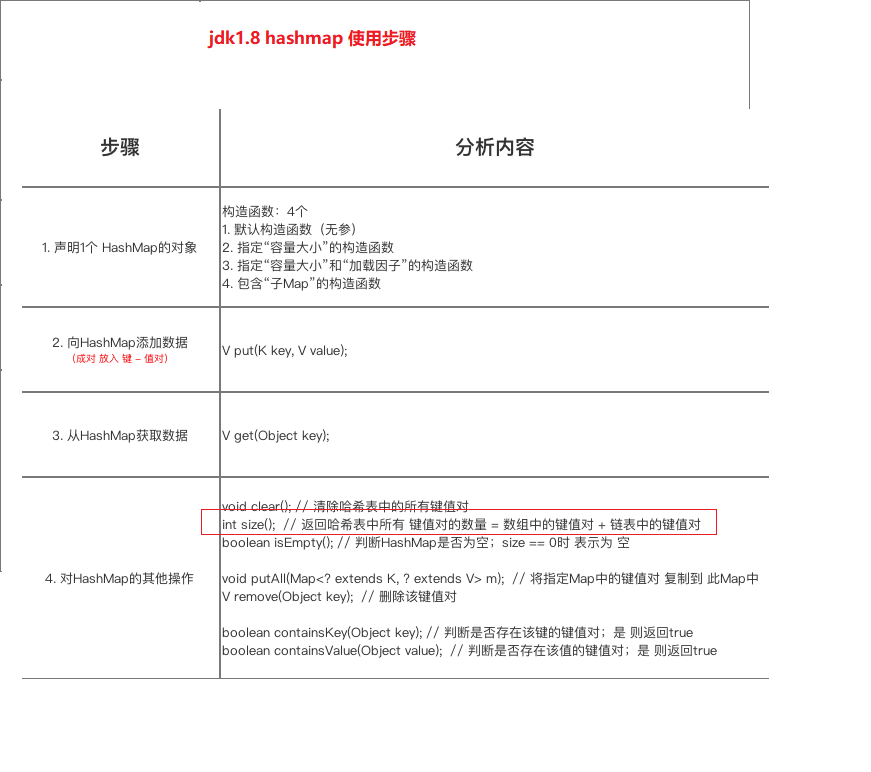 jdk1.8 hashmap 使用步骤
步骤
分析内容
1. 声明1个 HashMap的对象
构造函数：4个
1. 默认构造函数（无参）
2. 指定“容量大小”的构造函数
3. 指定“容量大小”和“加载因子”的构造函数
4. 包含“子Map”的构造函数
2. 向HashMap添加数据
（成对 放入 键 – 值对）
V put(K key, V value);
3. 从HashMap获取数据
V get(Object key);
4. 对HashMap的其他操作
void clear(); // 清除哈希表中的所有键值对
int size();  // 返回哈希表中所有 键值对的数量 = 数组中的键值对 + 链表中的键值对
boolean isEmpty(); // 判断HashMap是否为空；size == 0时 表示为 空
void putAll(Map<? extends K, ? extends V> m);  // 将指定Map中的键值对 复制到 此Map中
V remove(Object key);  // 删除该键值对
boolean containsKey(Object key); // 判断是否存在该键的键值对；是 则返回true
boolean containsValue(Object value);  // 判断是否存在该值的键值对；是 则返回true